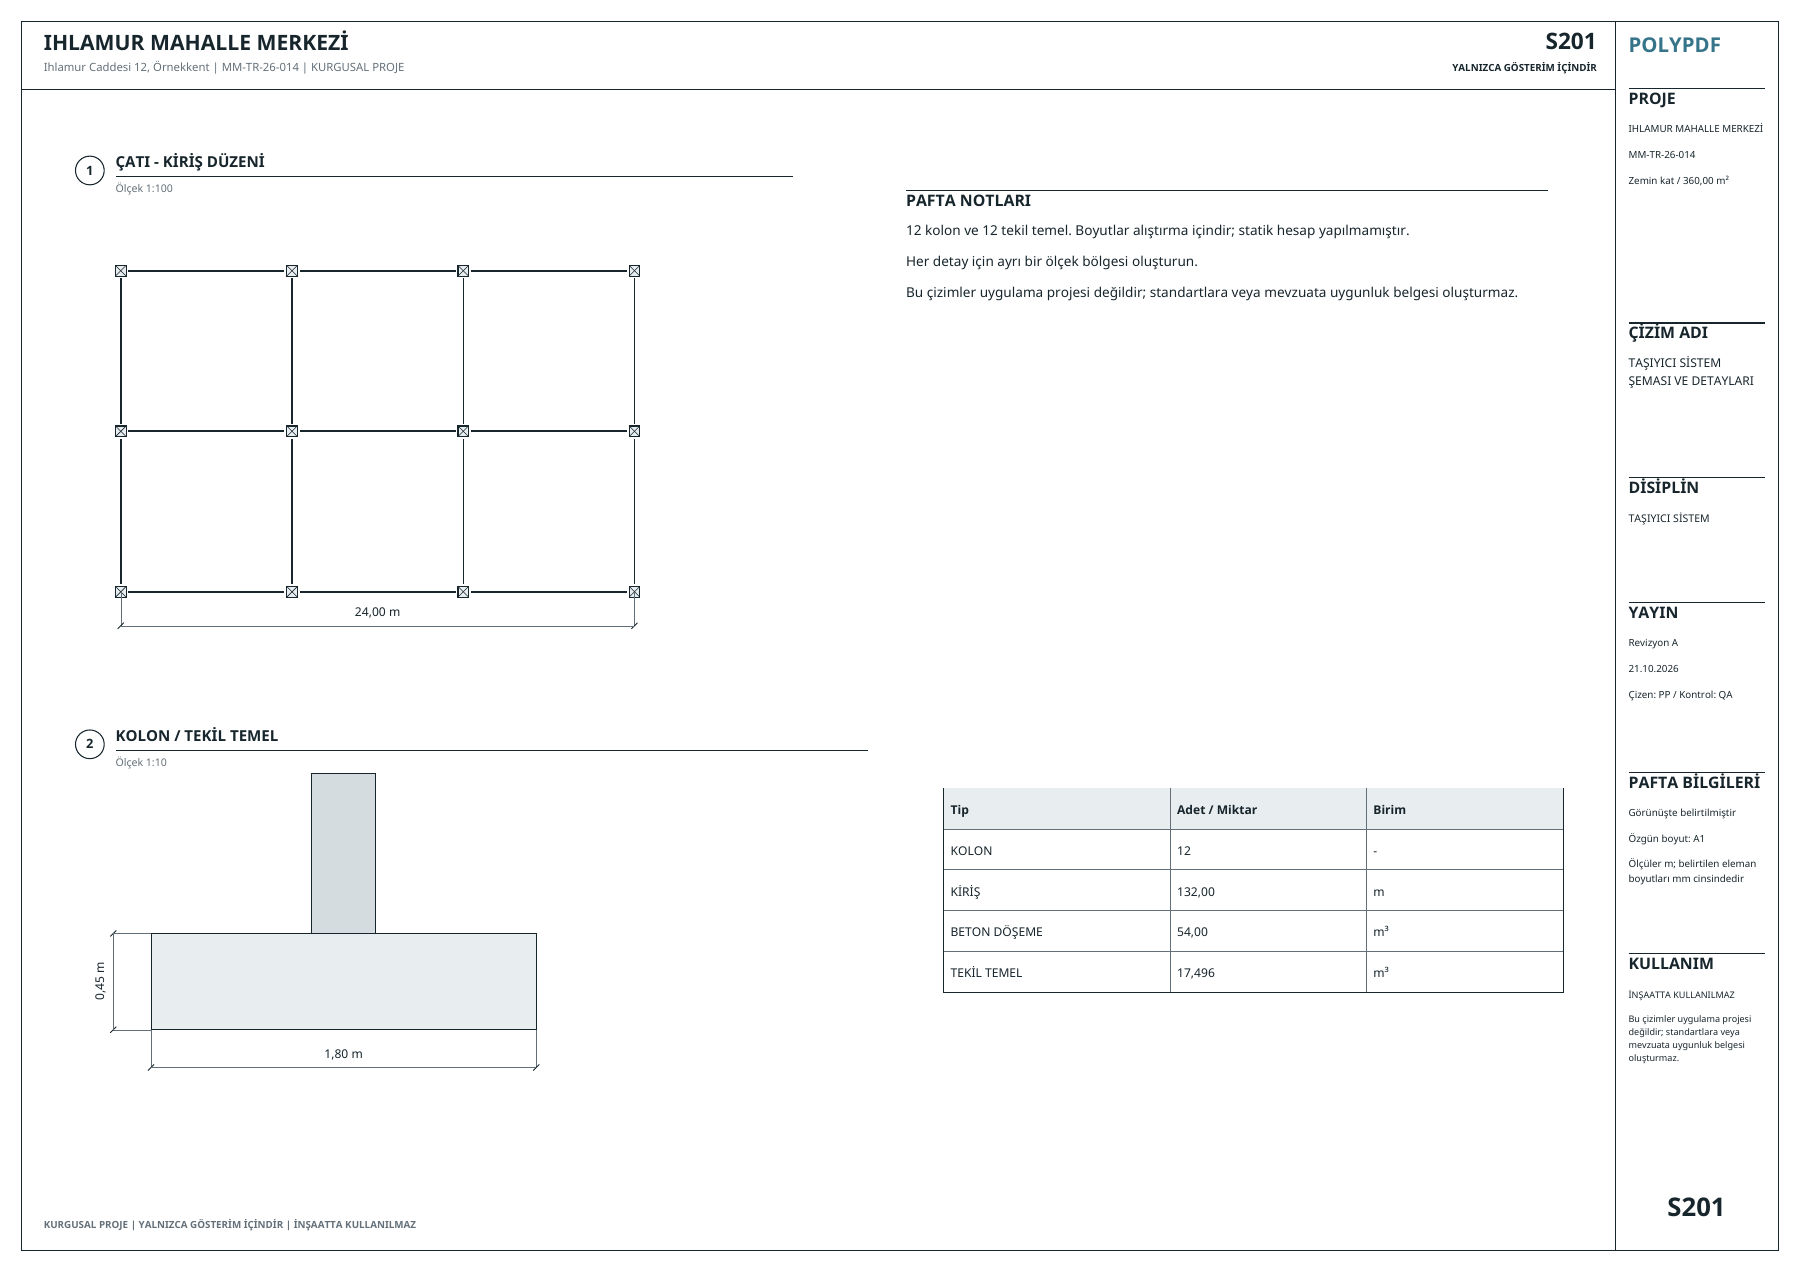 IHLAMUR MAHALLE MERKEZİ
Ihlamur Caddesi 12, Örnekkent | MM-TR-26-014 | KURGUSAL PROJE
S201
YALNIZCA GÖSTERİM İÇİNDİR
1
ÇATI - KİRİŞ DÜZENİ
Ölçek 1:100
24,00 m
PAFTA NOTLARI
12 kolon ve 12 tekil temel. Boyutlar alıştırma içindir; statik hesap yapılmamıştır.
Her detay için ayrı bir ölçek bölgesi oluşturun.
Bu çizimler uygulama projesi değildir; standartlara veya mevzuata uygunluk belgesi oluşturmaz.
2
KOLON / TEKİL TEMEL
Ölçek 1:10
0,45 m
1,80 m
Tip Adet / Miktar Birim
KOLON 12 -
KİRİŞ 132,00 m
BETON DÖŞEME 54,00 m³
TEKİL TEMEL 17,496 m³
KURGUSAL PROJE | YALNIZCA GÖSTERİM İÇİNDİR | İNŞAATTA KULLANILMAZ
POLYPDF
PROJE
IHLAMUR MAHALLE MERKEZİ
MM-TR-26-014
Zemin kat / 360,00 m²
ÇİZİM ADI
TAŞIYICI SİSTEM
ŞEMASI VE DETAYLARI
DİSİPLİN
TAŞIYICI SİSTEM
YAYIN
Revizyon A
21.10.2026
Çizen: PP / Kontrol: QA
PAFTA BİLGİLERİ
Görünüşte belirtilmiştir
Özgün boyut: A1
Ölçüler m; belirtilen eleman
boyutları mm cinsindedir
KULLANIM
İNŞAATTA KULLANILMAZ
Bu çizimler uygulama projesi
değildir; standartlara veya
mevzuata uygunluk belgesi
oluşturmaz.
S201